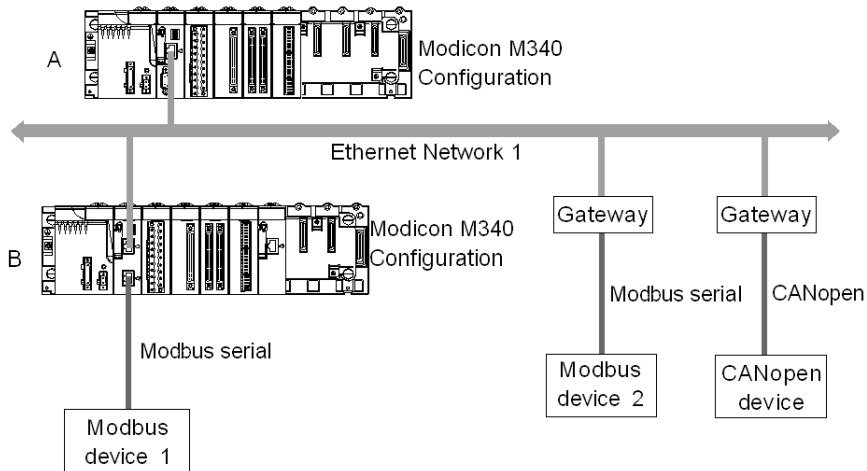 A
Modicon M340
Configuration
Ethernet Network 1
B
Modicon M340
Configuration
Gateway
Gateway
Modbus serial
CANopen
Modbus serial
Modbus
device 2
CANopen
device
Modbus
device 1